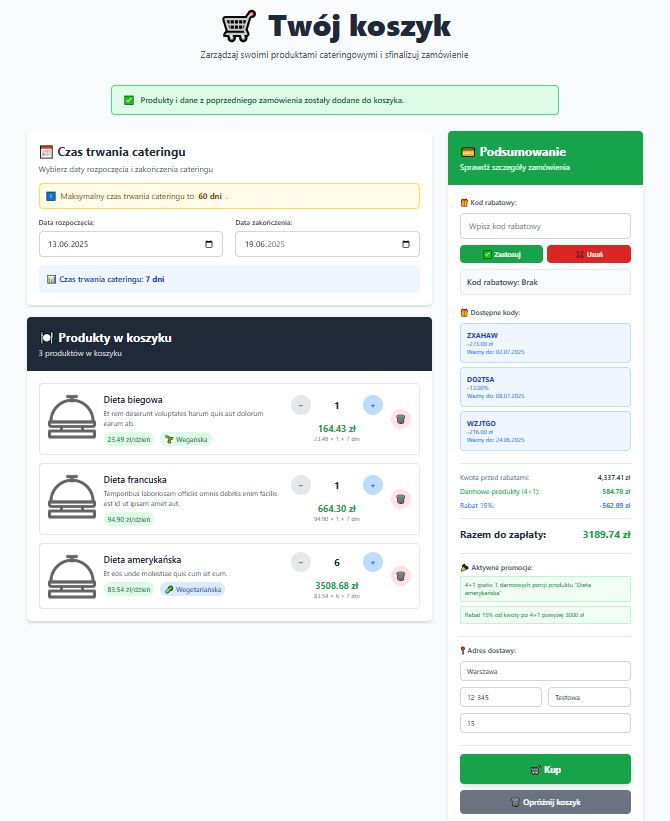 Twój koszyk
Zarządzaj swoimi produktami cateringowymi i sfinalizuj zamówienie
Produkty i dane z poprzedniego zamówienia zostały dodane do koszyka.
Czas trwania cateringu
Wybierz daty rozpoczęcia i zakończenia cateringu
Maksymalny czas trwania cateringu to 60 dni .
Data rozpoczęcia:
13.06.2025
Data zakończenia:
19.06.2025
Czas trwania cateringu: 7 dni
Produkty w koszyku
3 produktów w koszyku
Dieta biegowa
Et rem deserunt voluptates harum quis aut dolorum
earum ab.
23.49 zł/dzień
Wegańska
- 1 +
164.43 zł
23.49 × 1 × 7 dni
Dieta francuska
Temporibus laboriosam officiis omnis debitis enim facilis
est id ut ipsam amet aut.
94.90 zł/dzień
- 1 +
664.30 zł
94.90 × 1 × 7 dni
Dieta amerykańska
Et eos unde molestiae quis cum sit eum.
83.54 zł/dzień
Wegetariańska
- 6 +
3508.68 zł
83.54 × 6 × 7 dni
Podsumowanie
Sprawdź szczegóły zamówienia
Kod rabatowy:
Wpisz kod rabatowy
Zastosuj
Usuń
Kod rabatowy: Brak
Dostępne kody:
ZXAHAW
-273.00 zł
Ważny do: 02.07.2025
DO2TSA
-13.00%
Ważny do: 08.07.2025
WZJTGO
-216.00 zł
Ważny do: 24.06.2025
Kwota przed rabatami: 4,337.41 zł
Darmowe produkty (4+1): -584.78 zł
Rabat 15%: -562.89 zł
Razem do zapłaty: 3189.74 zł
Aktywne promocje:
4+1 gratis: 1 darmowych porcji produktu "Dieta
amerykańska"
Rabat 15% od kwoty po 4+1 powyżej 3000 zł
Adres dostawy:
Warszawa
12-345
Testowa
15
Kup
Opróżnij koszyk